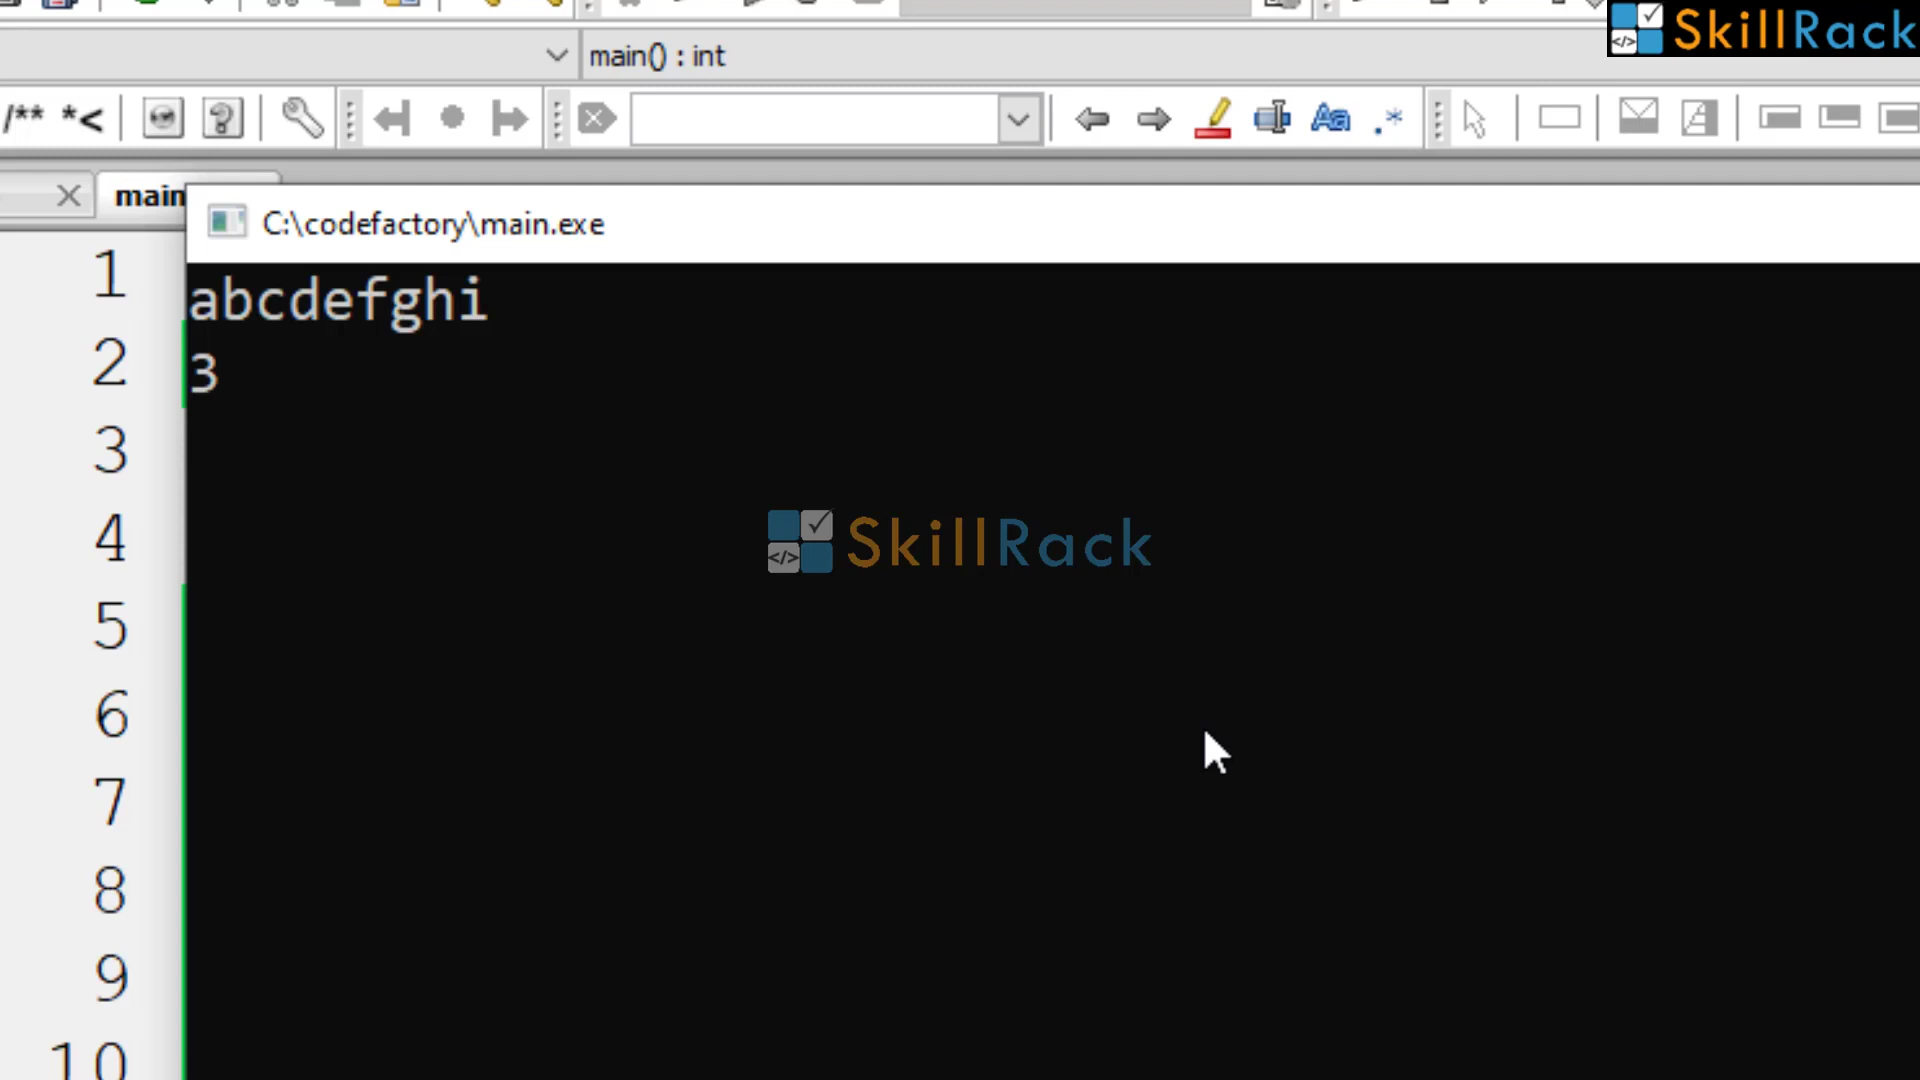 SkillRack
main() : int
/** *<
Aa
.*
main
C:\codefactory\main.exe
1
2
3
4
5
6
7
8
9
10
abcdefghi
3
SkillRack